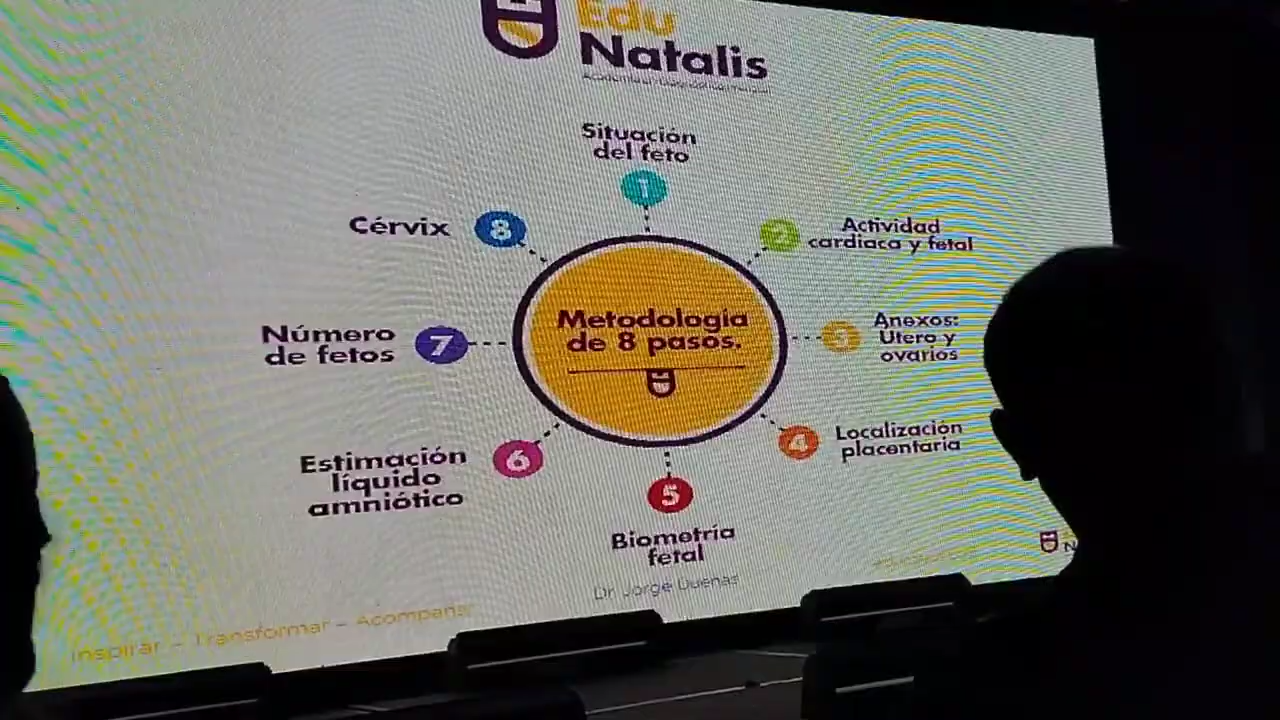 Edu
Natalis
Situación
del feto
1
Cérvix
8
2
Actividad
cardiaca y fetal
Número
de fetos
7
Metodología
de 8 pasos.
3
Anexos:
Utero y
ovarios
Estimación
líquido
amniótico
6
4
Localización
placentaria
5
Biometría
fetal
Dr. Jorge Dueñas
Inspirar - Transformar - Acompañar